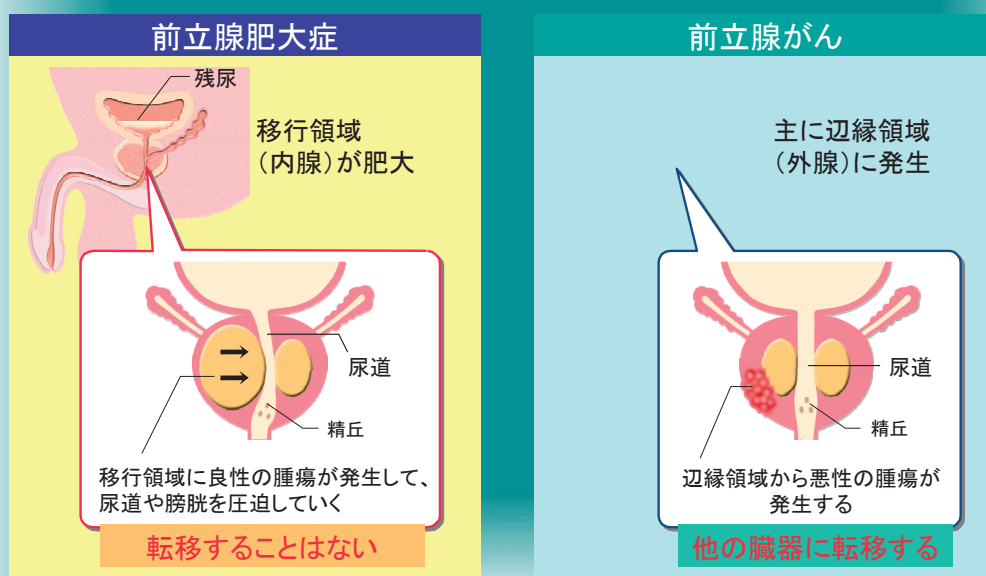 前立腺肥大症
残尿
移行領域
（内腺）が肥大
尿道
精丘
移行領域に良性の腫瘍が発生して、
尿道や膀胱を圧迫していく
転移することはない
前立腺がん
主に辺縁領域
（外腺）に発生
尿道
精丘
辺縁領域から悪性の腫瘍が
発生する
他の臓器に転移する